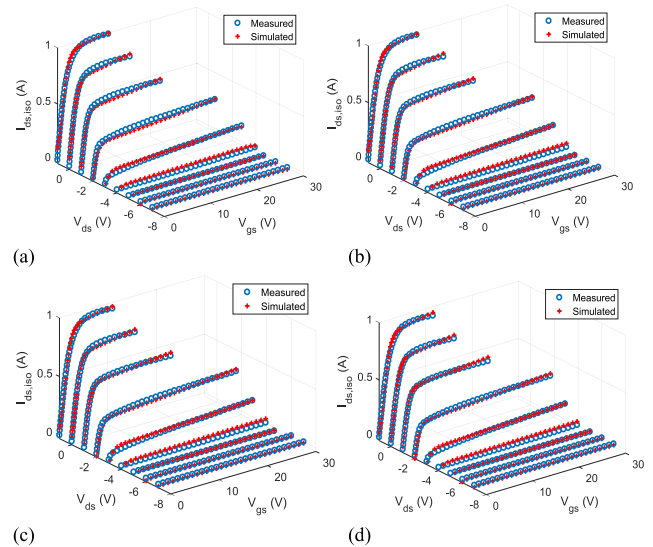 Measured
Simulated
1
0.5
0
I_ds,iso (A)
0
-2
-4
-6
-8
V_ds (V)
0
10
20
30
V_gs (V)
(a)
Measured
Simulated
1
0.5
0
I_ds,iso (A)
0
-2
-4
-6
-8
V_ds (V)
0
10
20
30
V_gs (V)
(b)
Measured
Simulated
1
0.5
0
I_ds,iso (A)
0
-2
-4
-6
-8
V_ds (V)
0
10
20
30
V_gs (V)
(c)
Measured
Simulated
1
0.5
0
I_ds,iso (A)
0
-2
-4
-6
-8
V_ds (V)
0
10
20
30
V_gs (V)
(d)